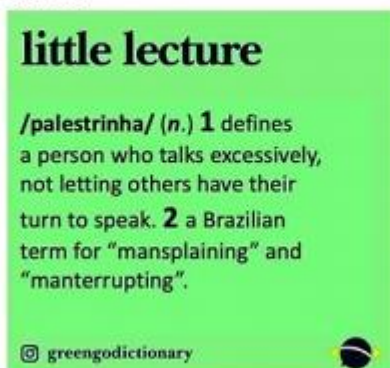 little lecture
/palestrinha/ (n.) 1 defines
a person who talks excessively,
not letting others have their
turn to speak. 2 a Brazilian
term for “mansplaining” and
“manterrupting”.
greengodictionary